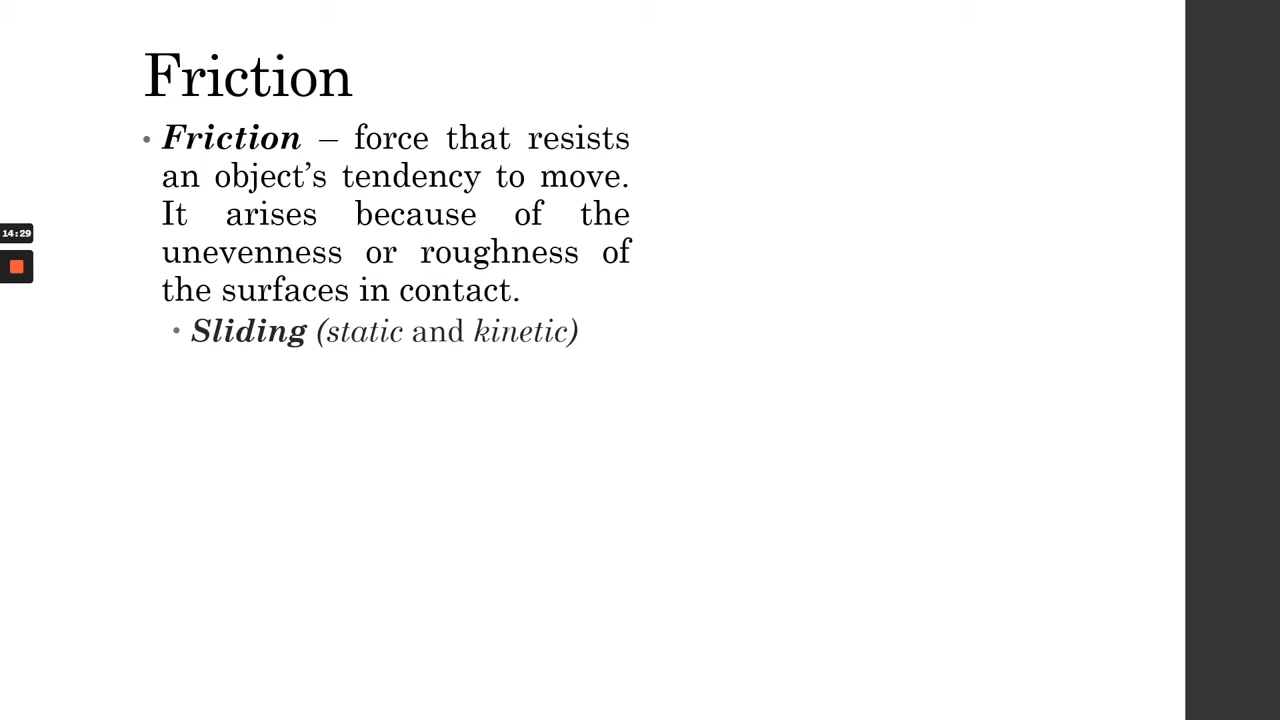 Friction
• Friction – force that resists
an object’s tendency to move.
It arises because of the
unevenness or roughness of
the surfaces in contact.
• Sliding (static and kinetic)
14:29